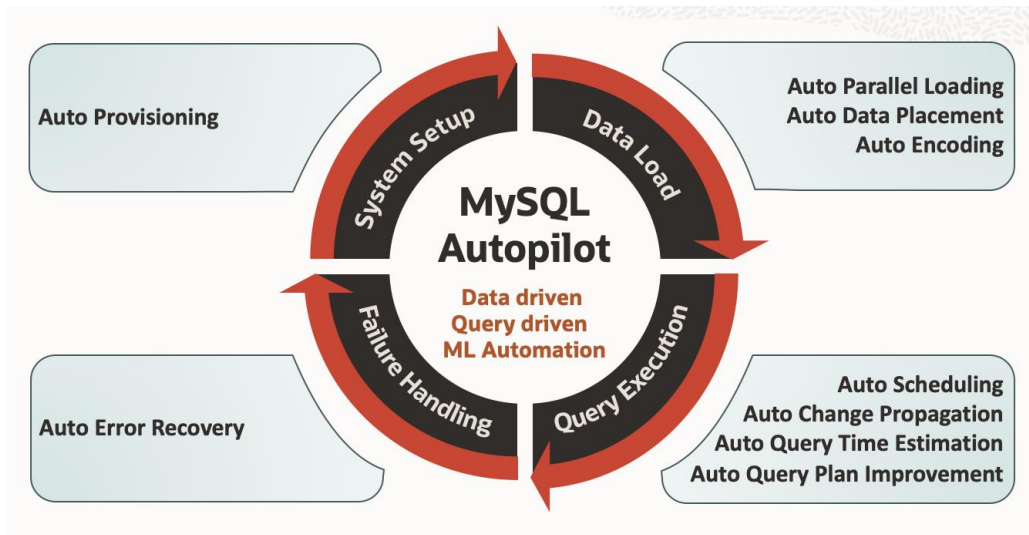 Auto Provisioning
System Setup
Data Load
Auto Parallel Loading
Auto Data Placement
Auto Encoding
MySQL
Autopilot
Data driven
Query driven
ML Automation
Auto Error Recovery
Failure Handling
Query Execution
Auto Scheduling
Auto Change Propagation
Auto Query Time Estimation
Auto Query Plan Improvement